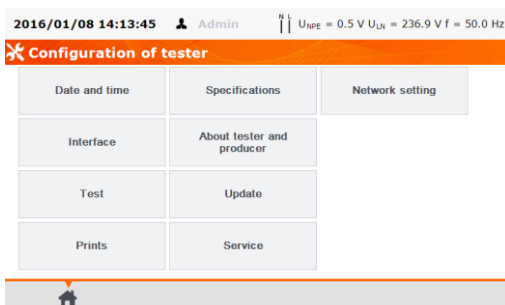 2016/01/08 14:13:45 Admin N L UNPE = 0.5 V ULN = 236.9 V f = 50.0 Hz
Configuration of tester
Date and time Specifications Network setting
Interface About tester and
producer
Test Update
Prints Service